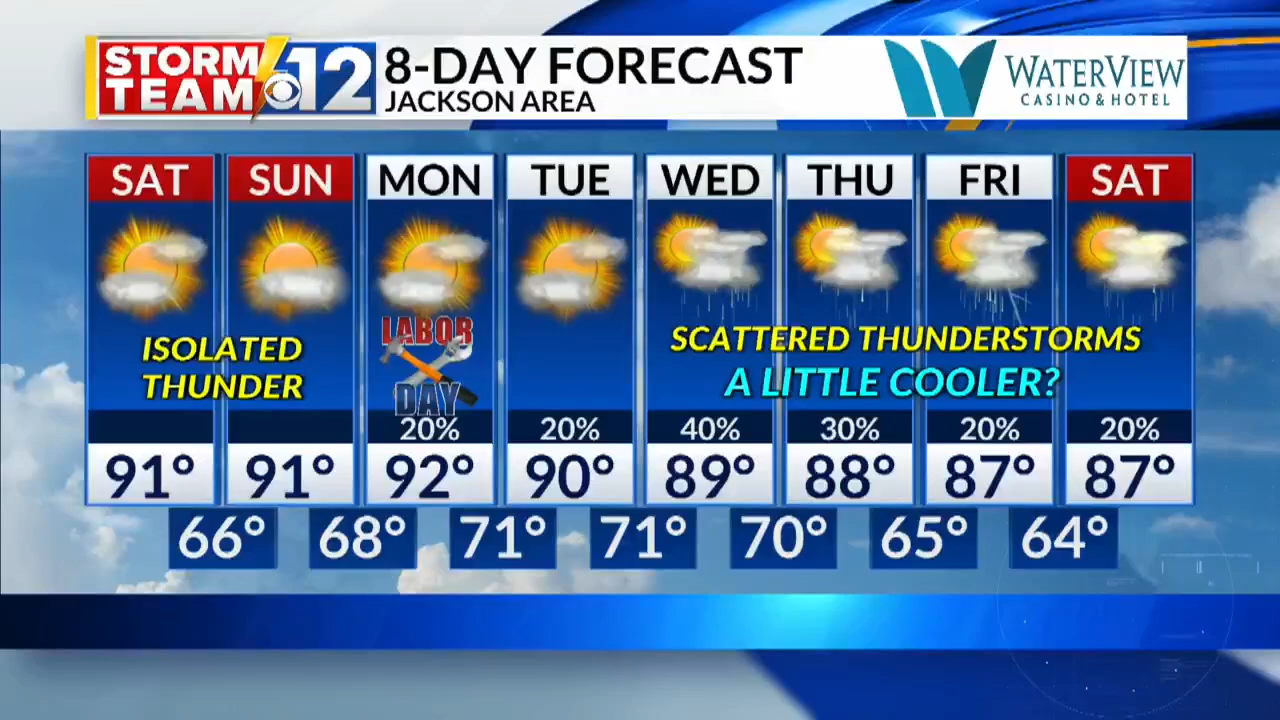 STORM TEAM 12
8-DAY FORECAST
JACKSON AREA
WATERVIEW
CASINO & HOTEL
SAT SUN MON TUE WED THU FRI SAT
ISOLATED
THUNDER
LABOR
DAY
SCATTERED THUNDERSTORMS
A LITTLE COOLER?
20% 20% 40% 30% 20% 20%
91° 91° 92° 90° 89° 88° 87° 87°
66° 68° 71° 71° 70° 65° 64°